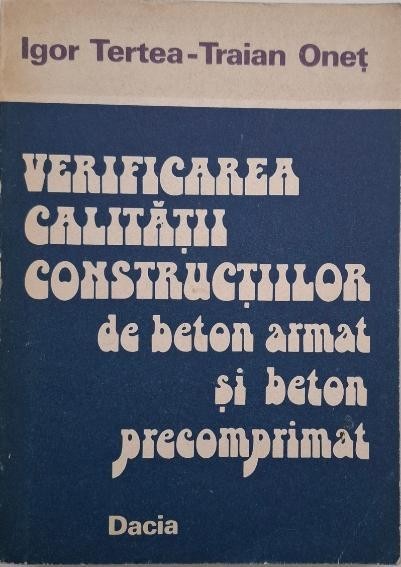 Igor Tertea-Traian Oneț
VERIFICAREA
CALITĂȚII
CONSTRUCȚIILOR
de beton armat
și beton
precomprimat
Dacia